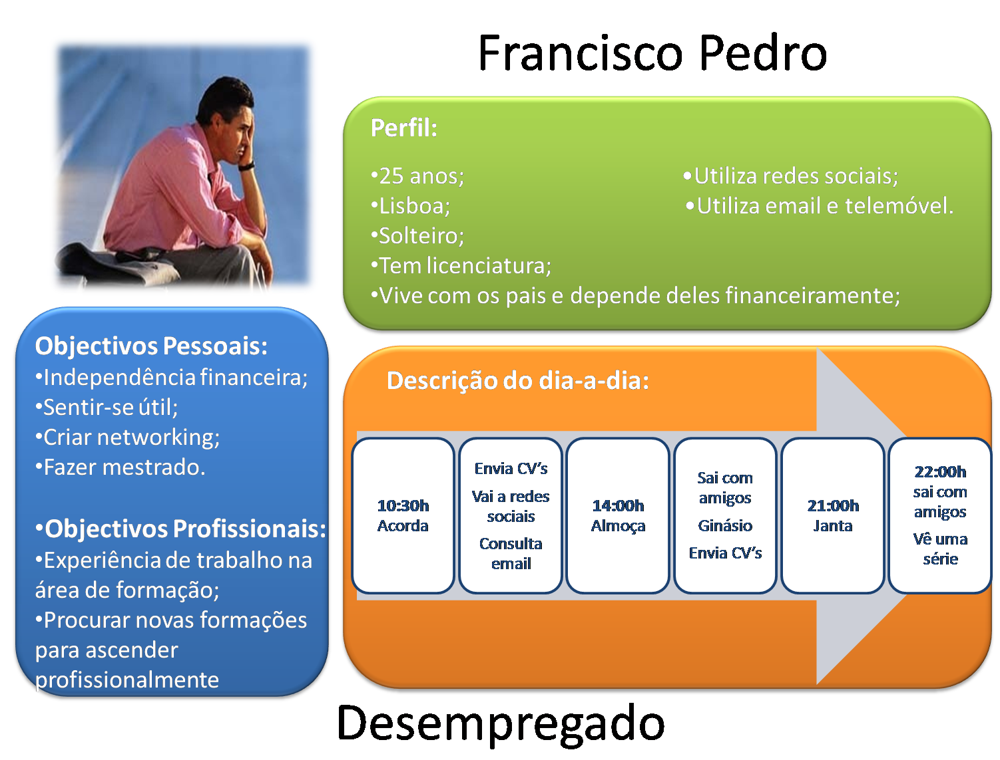 Francisco Pedro
Perfil:
•25 anos;
•Lisboa;
•Solteiro;
•Tem licenciatura;
•Vive com os pais e depende deles financeiramente;
•Utiliza redes sociais;
•Utiliza email e telemóvel.
Objectivos Pessoais:
•Independência financeira;
•Sentir-se útil;
•Criar networking;
•Fazer mestrado.
•Objectivos Profissionais:
•Experiência de trabalho na
área de formação;
•Procurar novas formações
para ascender
profissionalmente
Descrição do dia-a-dia:
10:30h
Acorda
Envia CV’s
Vai a redes
sociais
Consulta
email
14:00h
Almoça
Sai com
amigos
Ginásio
Envia CV’s
21:00h
Janta
22:00h
sai com
amigos
Vê uma
série
Desempregado